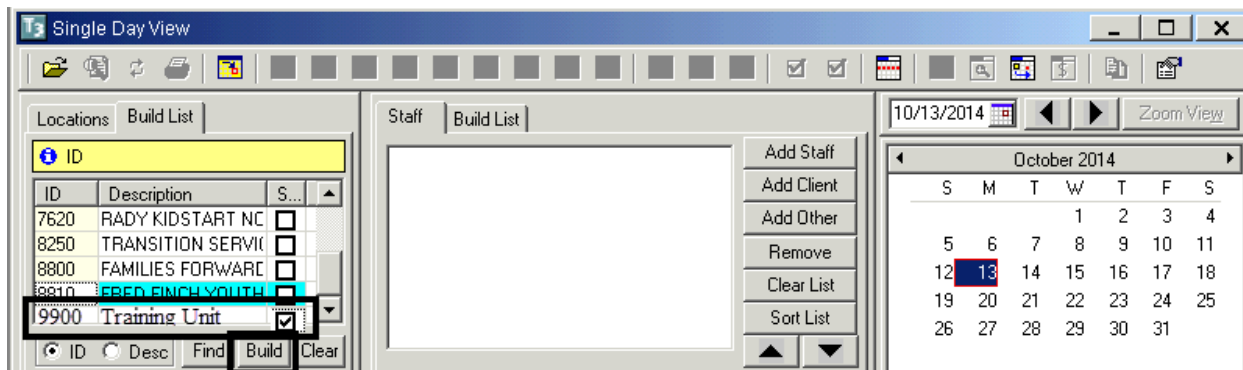 T3 Single Day View
Locations Build List
ID
ID Description S...
7620 RADY KIDSTART NC
8250 TRANSITION SERVI(
8800 FAMILIES FORWARD
8810 FRED FINCH YOUTH
9900 Training Unit
ID Desc Find Build Clear
Staff Build List
Add Staff
Add Client
Add Other
Remove
Clear List
Sort List
10/13/2014 Zoom View
October 2014
S M T W T F S
1 2 3 4
5 6 7 8 9 10 11
12 13 14 15 16 17 18
19 20 21 22 23 24 25
26 27 28 29 30 31